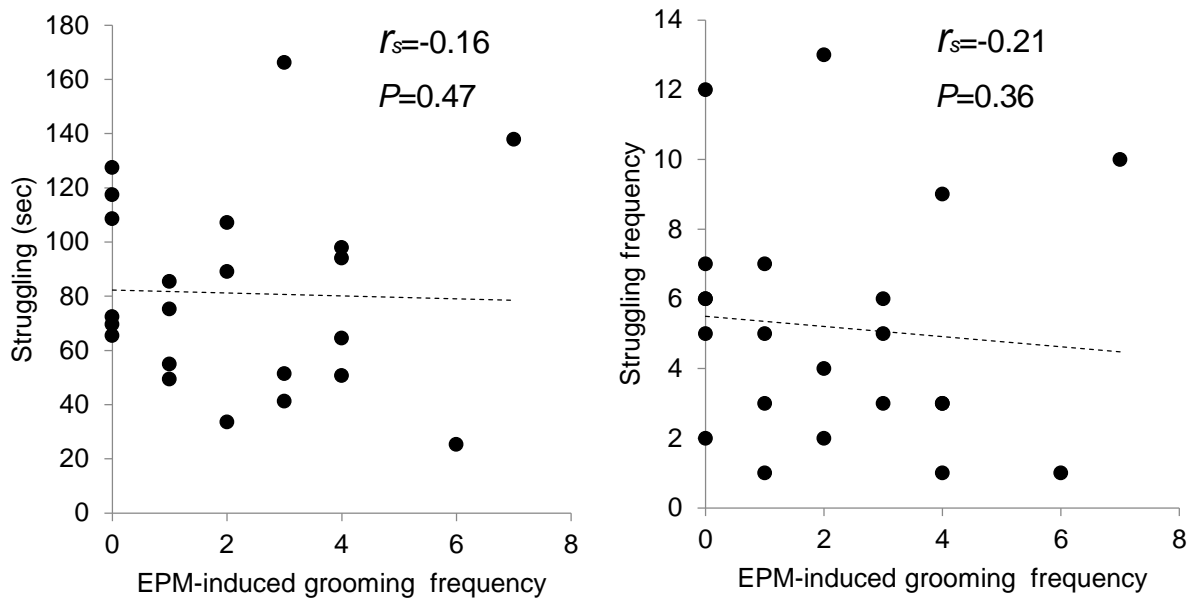 rs=-0.16
P=0.47
180
160
140
120
100
80
60
40
20
0
Struggling (sec)
0 2 4 6 8
EPM-induced grooming frequency
rs=-0.21
P=0.36
14
12
10
8
6
4
2
0
Struggling frequency
0 2 4 6 8
EPM-induced grooming frequency